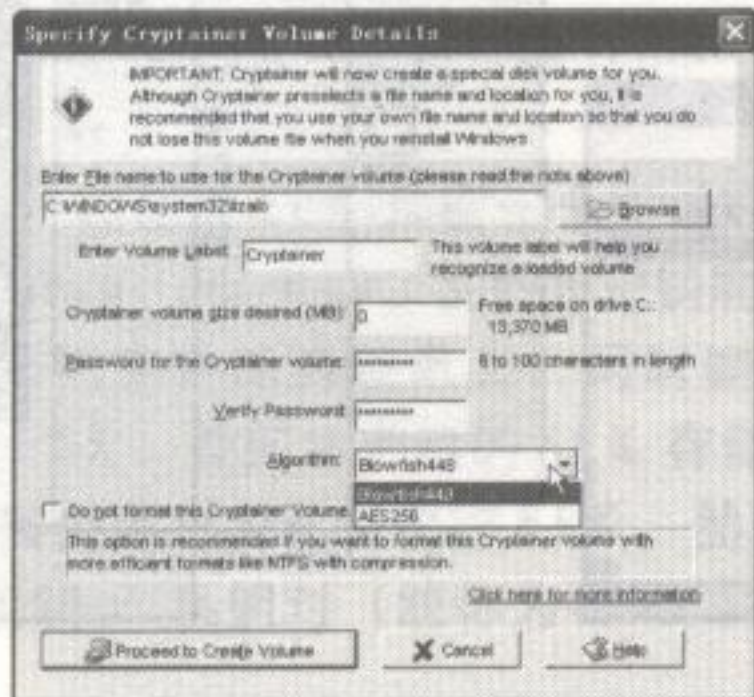 Specify Cryptainer Volume Details
IMPORTANT: Cryptainer will now create a special disk volume for you.
Although Cryptainer preselects a file name and location for you, it is
recommended that you use your own file name and location so that you do
not lose this volume file when you reinstall Windows
Enter File name to use for the Cryptainer volume (please read the note above)
C:\WINDOWS\system32\
Browse
Enter Volume Label:
Cryptainer
This volume label will help you
recognize a loaded volume
Cryptainer volume size desired (MB):
0
Free space on drive C::
13,370 MB
Password for the Cryptainer volume:
*********
8 to 100 characters in length
Verify Password:
*********
Algorithm:
Blowfish448
Blowfish448
AES256
Do not format this Cryptainer Volume
This option is recommended if you want to format this Cryptainer volume with
more efficient formats like NTFS with compression.
Click here for more information
Proceed to Create Volume
Cancel
Help